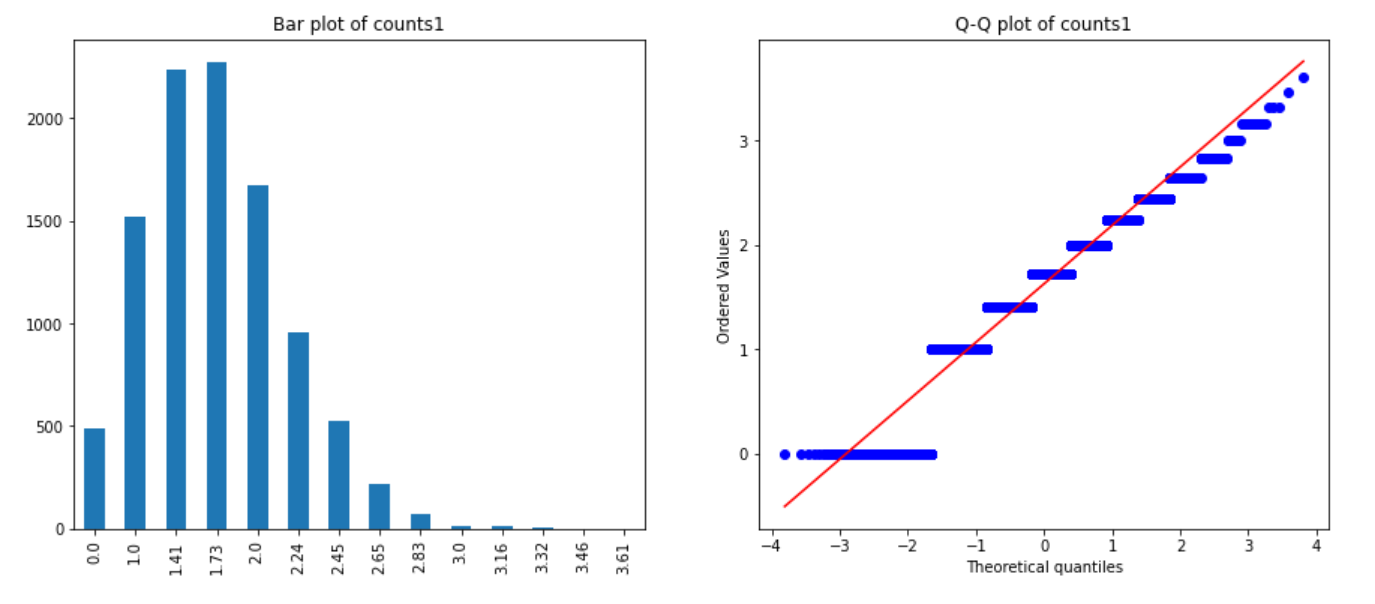 Bar plot of counts1
2000
1500
1000
500
0
0.0 1.0 1.41 1.73 2.0 2.24 2.45 2.65 2.83 3.0 3.16 3.32 3.46 3.61
Q-Q plot of counts1
Ordered Values
3
2
1
0
−4 −3 −2 −1 0 1 2 3 4
Theoretical quantiles